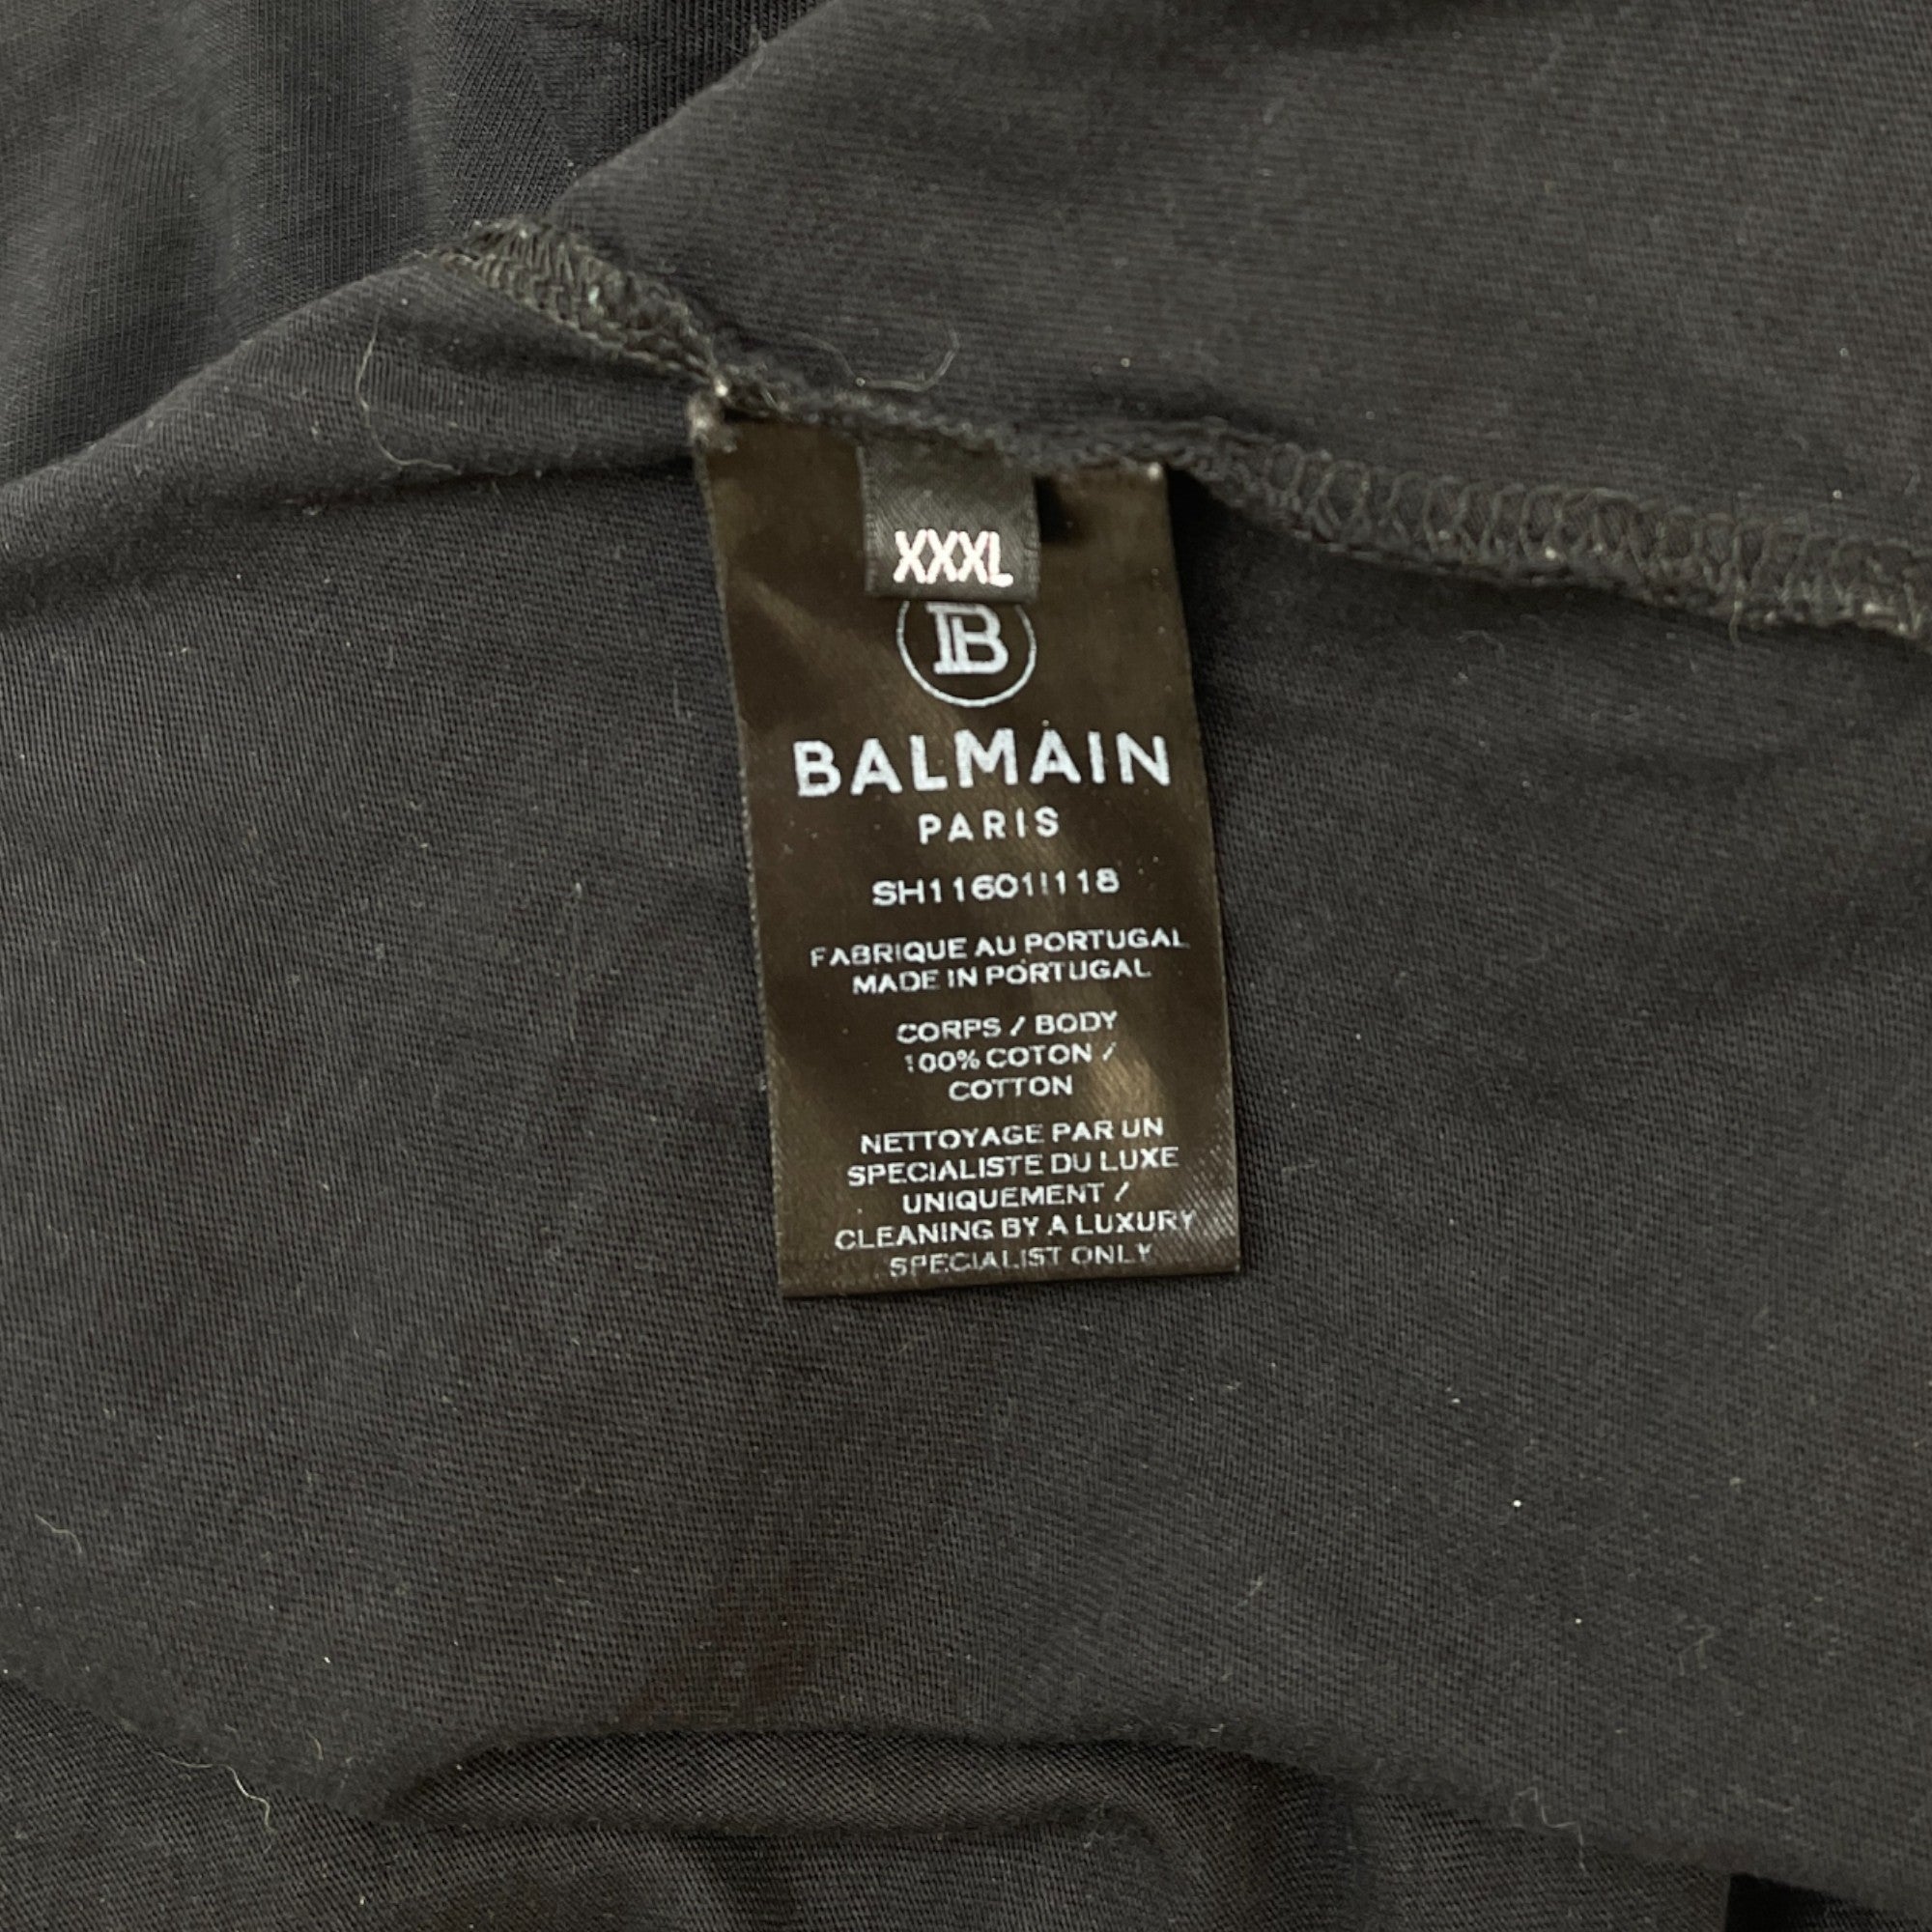 XXXL
B
BALMAIN
PARIS
SH11601I118
FABRIQUE AU PORTUGAL
MADE IN PORTUGAL
CORPS / BODY
100% COTON /
COTTON
NETTOYAGE PAR UN
SPECIALISTE DU LUXE
UNIQUEMENT /
CLEANING BY A LUXURY
SPECIALIST ONLY